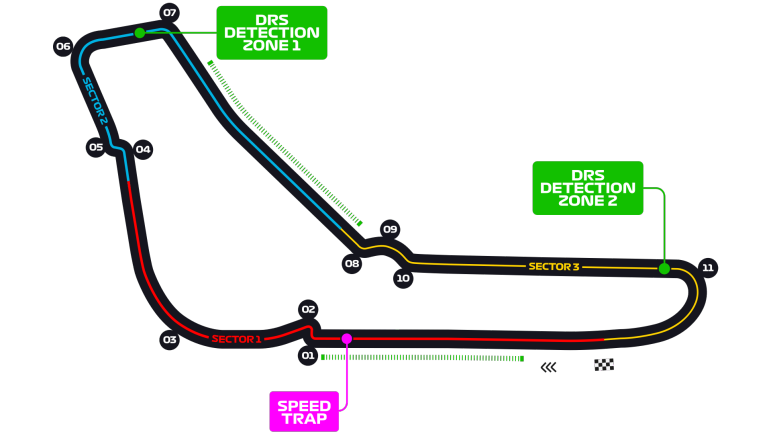 07
DRS
DETECTION
ZONE 1
06
SECTOR 2
05
04
DRS
DETECTION
ZONE 2
09
08
10
SECTOR 3
11
02
03
SECTOR 1
01
SPEED
TRAP